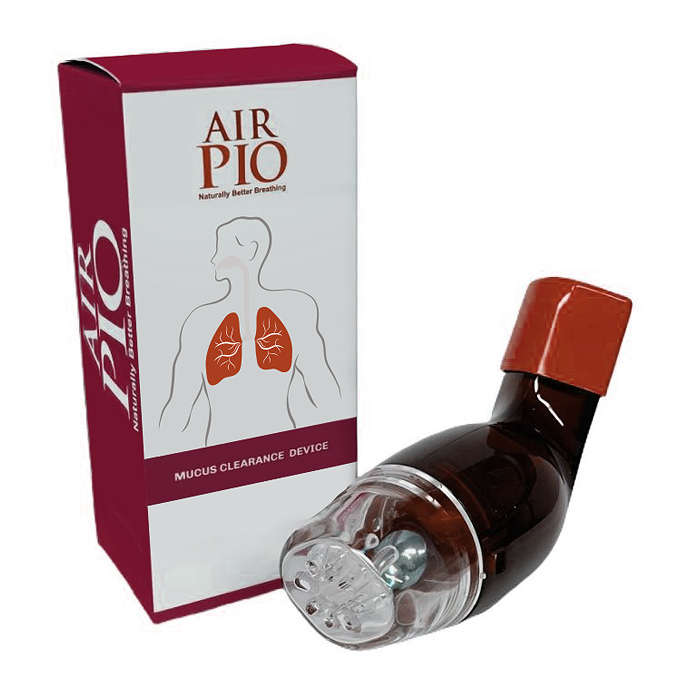 AIR
PIO
Naturally Better Breathing
MUCUS CLEARANCE DEVICE
AIR
PIO
Naturally Better Breathing